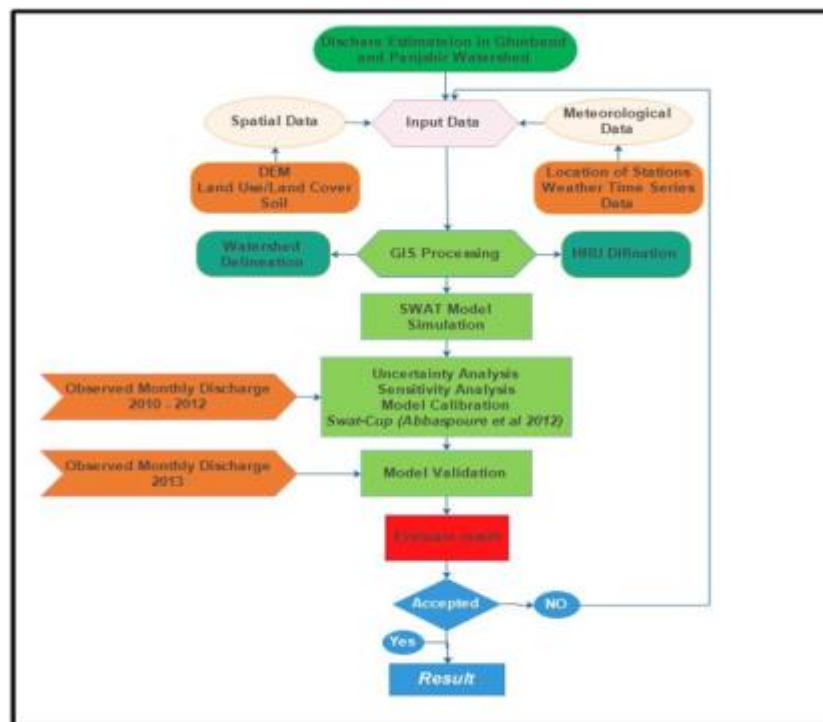 Dischare Estimateion in Ghorband
and Panjshir Watershed
Spatial Data
Input Data
Meteorological
Data
DEM
Land Use/Land Cover
Soil
Location of Stations
Weather Time Series
Data
Watershed
Delineation
GIS Processing
HRU Difination
SWAT Model
Simulation
Observed Monthly Discharge
2010 - 2012
Uncertainty Analysis
Sensitivity Analysis
Model Calibration
Swat-Cup (Abbaspoure et al 2012)
Observed Monthly Discharge
2013
Model Validation
Evaluate
Accepted
NO
Yes
Result